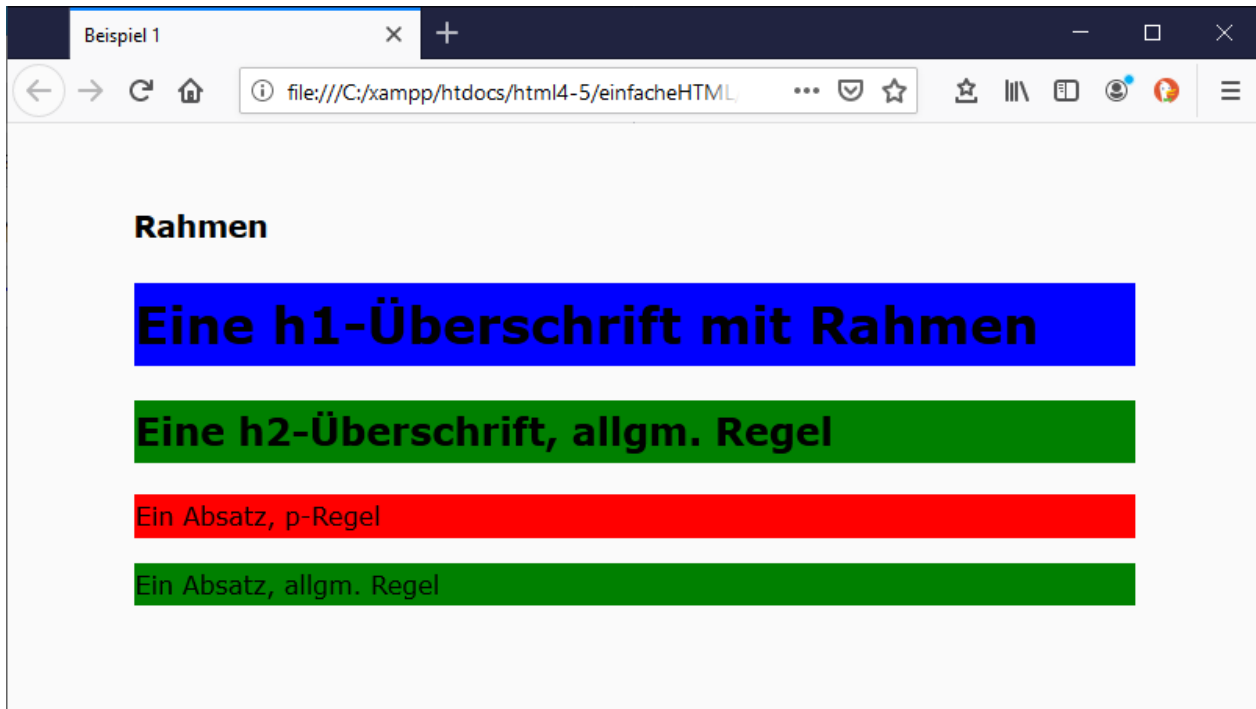 Beispiel 1
file:///C:/xampp/htdocs/html4-5/einfacheHTML
Rahmen
Eine h1-Überschrift mit Rahmen
Eine h2-Überschrift, allgm. Regel
Ein Absatz, p-Regel
Ein Absatz, allgm. Regel